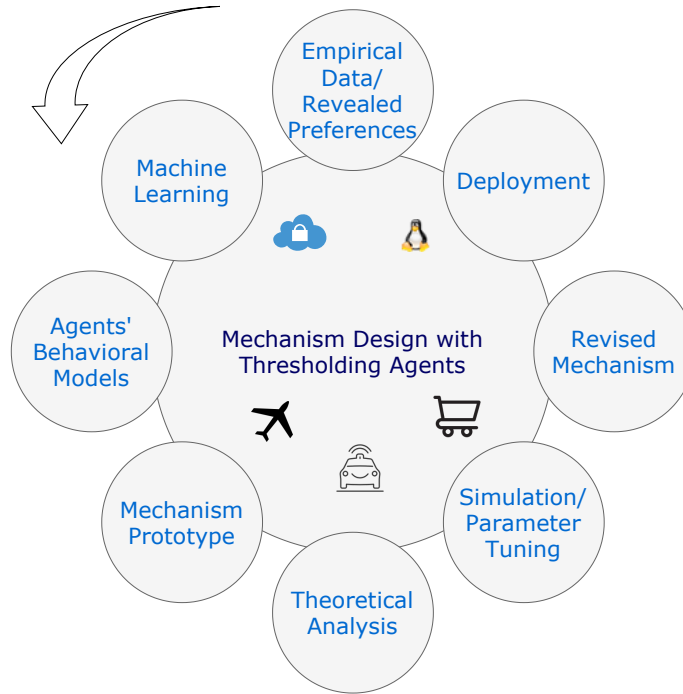 Empirical
Data/
Revealed
Preferences
Machine
Learning
Deployment
Agents'
Behavioral
Models
Mechanism Design with
Thresholding Agents
Revised
Mechanism
Mechanism
Prototype
Simulation/
Parameter
Tuning
Theoretical
Analysis